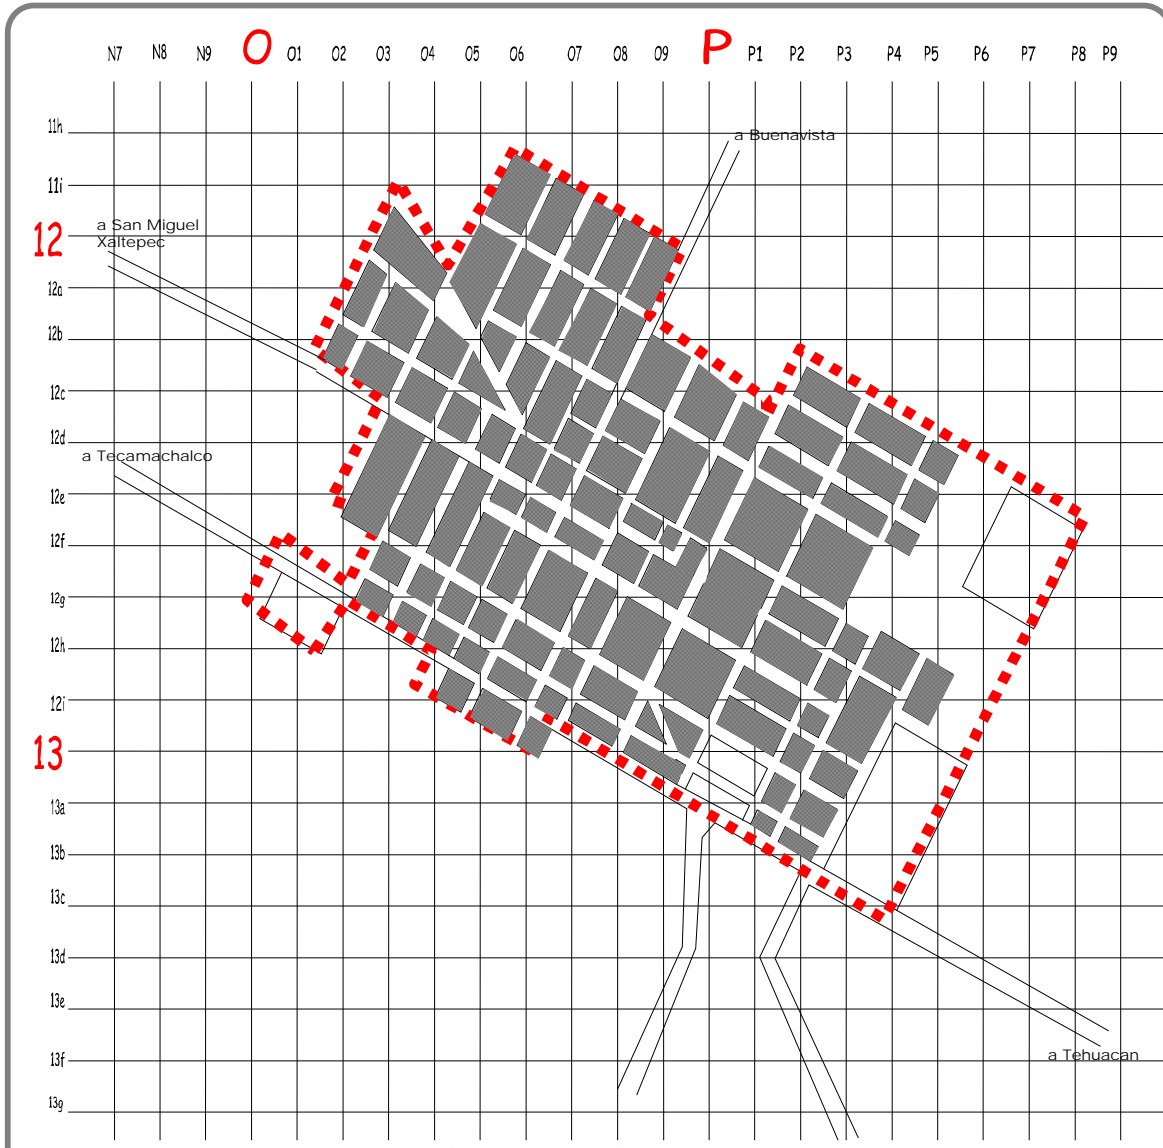 N7 N8 N9 O O1 O2 O3 O4 O5 O6 O7 O8 O9 P P1 P2 P3 P4 P5 P6 P7 P8 P9
11h
a Buenavista
11i
a San Miguel
Xaltepec
12
12a
12b
12c
12d
a Tecamachalco
12e
12f
12g
12h
12i
13
13a
13b
13c
13d
13e
a Tehuacan
13f
13g